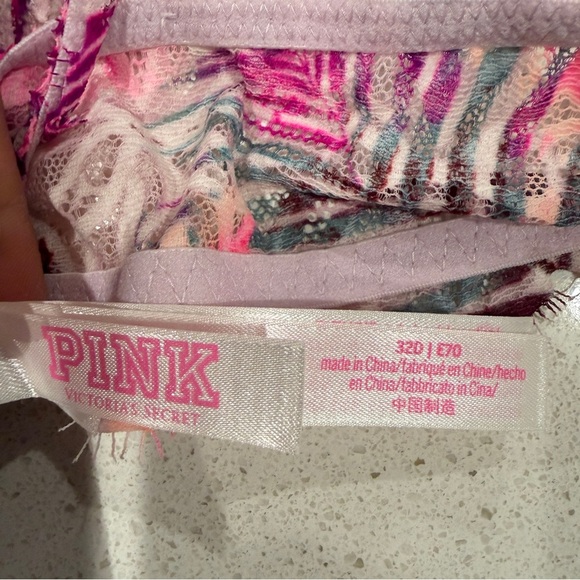 PINK
VICTORIA'S SECRET
32D | E70
made in China/fabriqué en Chine/hecho
en China/fabbricato in Cina/
中国制造